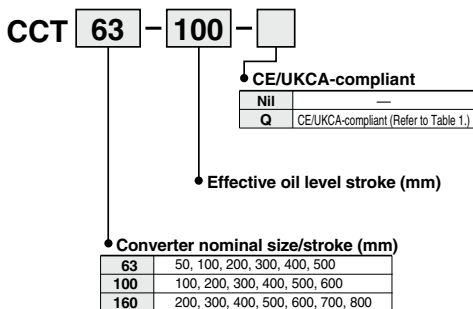 CCT 63 – 100 –
CE/UKCA-compliant
Nil —
Q CE/UKCA-compliant (Refer to Table 1.)
Effective oil level stroke (mm)
Converter nominal size/stroke (mm)
63 50, 100, 200, 300, 400, 500
100 100, 200, 300, 400, 500, 600
160 200, 300, 400, 500, 600, 700, 800